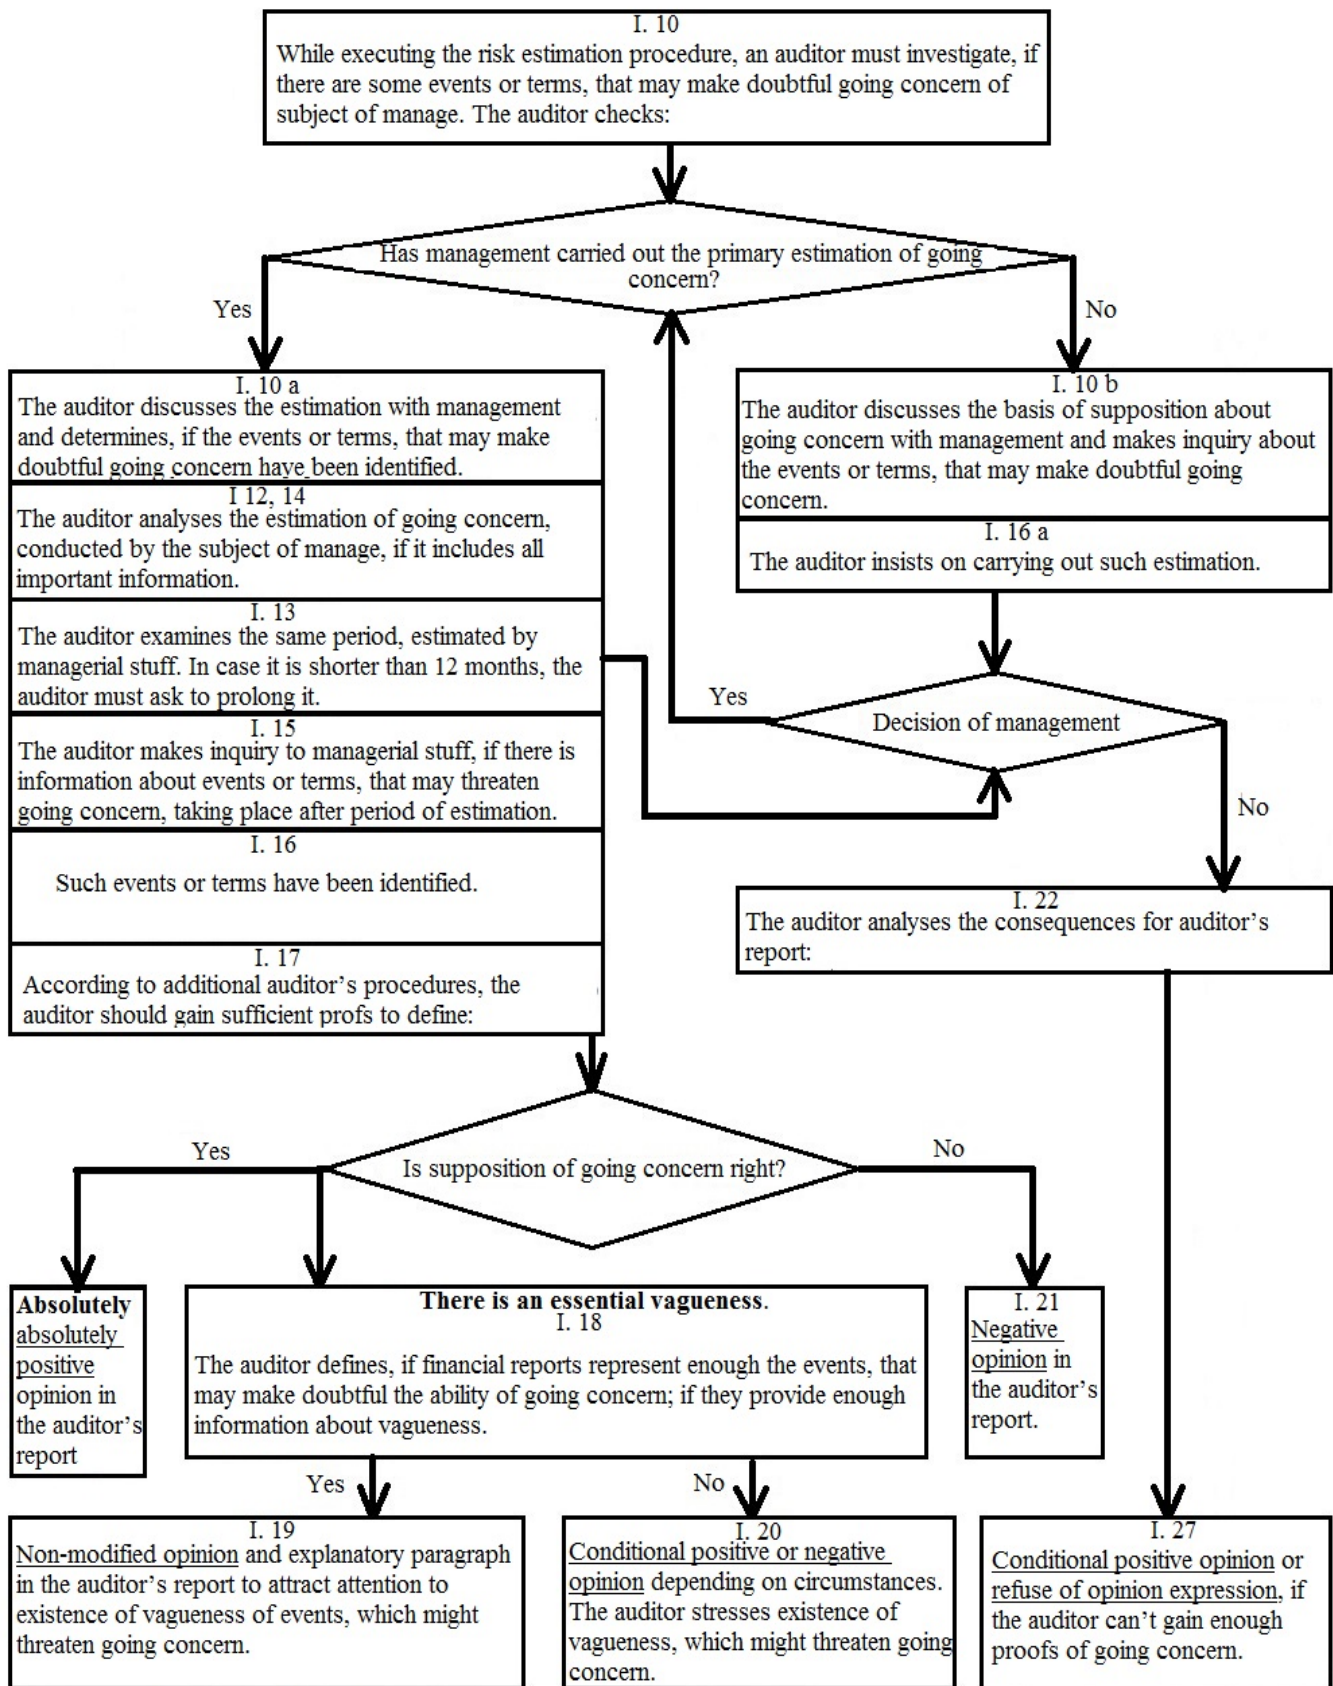 I. 10
While executing the risk estimation procedure, an auditor must investigate, if
there are some events or terms, that may make doubtful going concern of
subject of manage. The auditor checks:
Has management carried out the primary estimation of going
concern?
Yes
No
I. 10 a
The auditor discusses the estimation with management
and determines, if the events or terms, that may make
doubtful going concern have been identified.
I 12, 14
The auditor analyses the estimation of going concern,
conducted by the subject of manage, if it includes all
important information.
I. 13
The auditor examines the same period, estimated by
managerial stuff. In case it is shorter than 12 months, the
auditor must ask to prolong it.
I. 15
The auditor makes inquiry to managerial stuff, if there is
information about events or terms, that may threaten
going concern, taking place after period of estimation.
I. 16
Such events or terms have been identified.
I. 17
According to additional auditor's procedures, the
auditor should gain sufficient profs to define:
I. 10 b
The auditor discusses the basis of supposition about
going concern with management and makes inquiry about
the events or terms, that may make doubtful going
concern.
I. 16 a
The auditor insists on carrying out such estimation.
Yes
Decision of management
No
I. 22
The auditor analyses the consequences for auditor's
report:
Yes
Is supposition of going concern right?
No
Absolutely
absolutely
positive
opinion in
the auditor's
report
There is an essential vagueness.
I. 18
The auditor defines, if financial reports represent enough the events, that
may make doubtful the ability of going concern; if they provide enough
information about vagueness.
I. 21
Negative
opinion in
the auditor's
report.
Yes
No
I. 19
Non-modified opinion and explanatory paragraph
in the auditor's report to attract attention to
existence of vagueness of events, which might
threaten going concern.
I. 20
Conditional positive or negative
opinion depending on circumstances.
The auditor stresses existence of
vagueness, which might threaten going
concern.
I. 27
Conditional positive opinion or
refuse of opinion expression, if
the auditor can't gain enough
proofs of going concern.